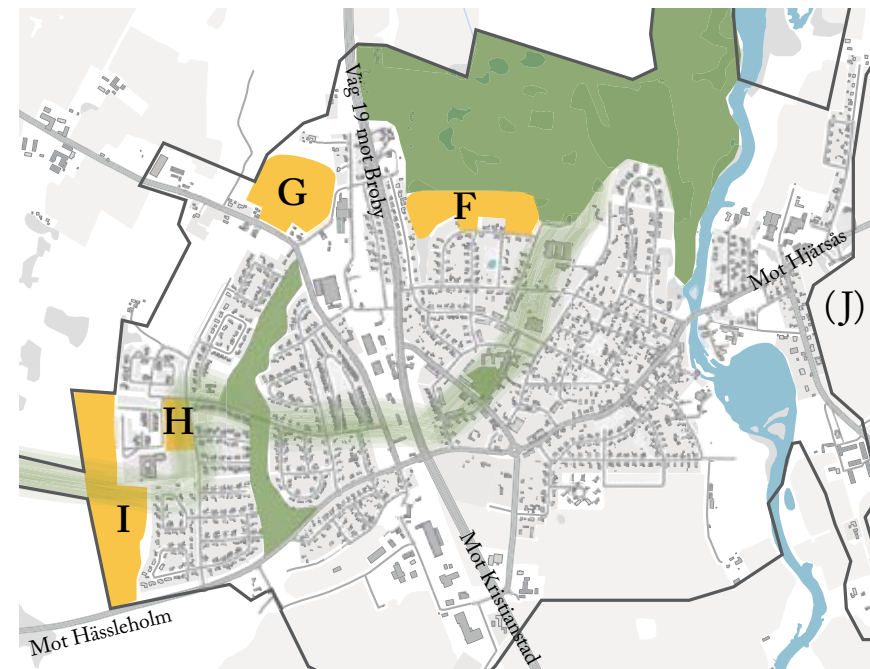 Väg 19 mot Broby
G
F
Mot Hjärsås
(J)
H
I
Mot Kristianstad
Mot Hässleholm